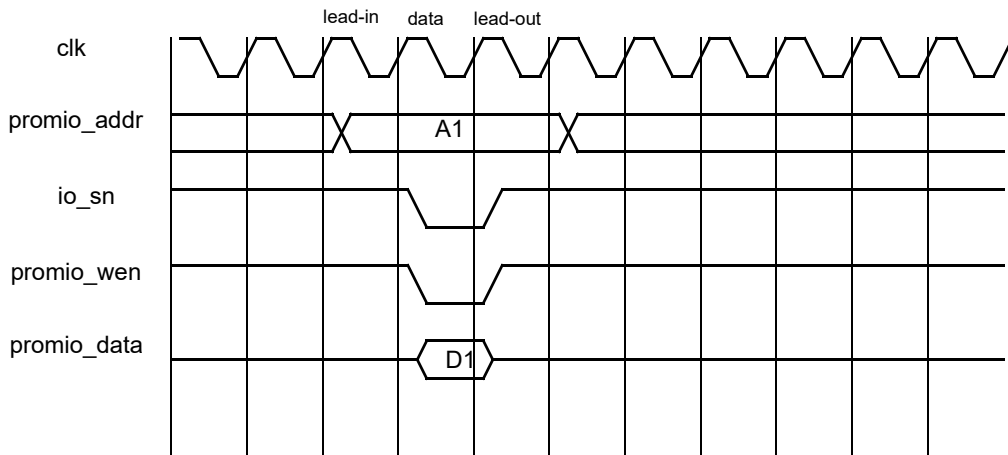 lead-in data lead-out
clk
promio_addr A1
io_sn
promio_wen
promio_data D1